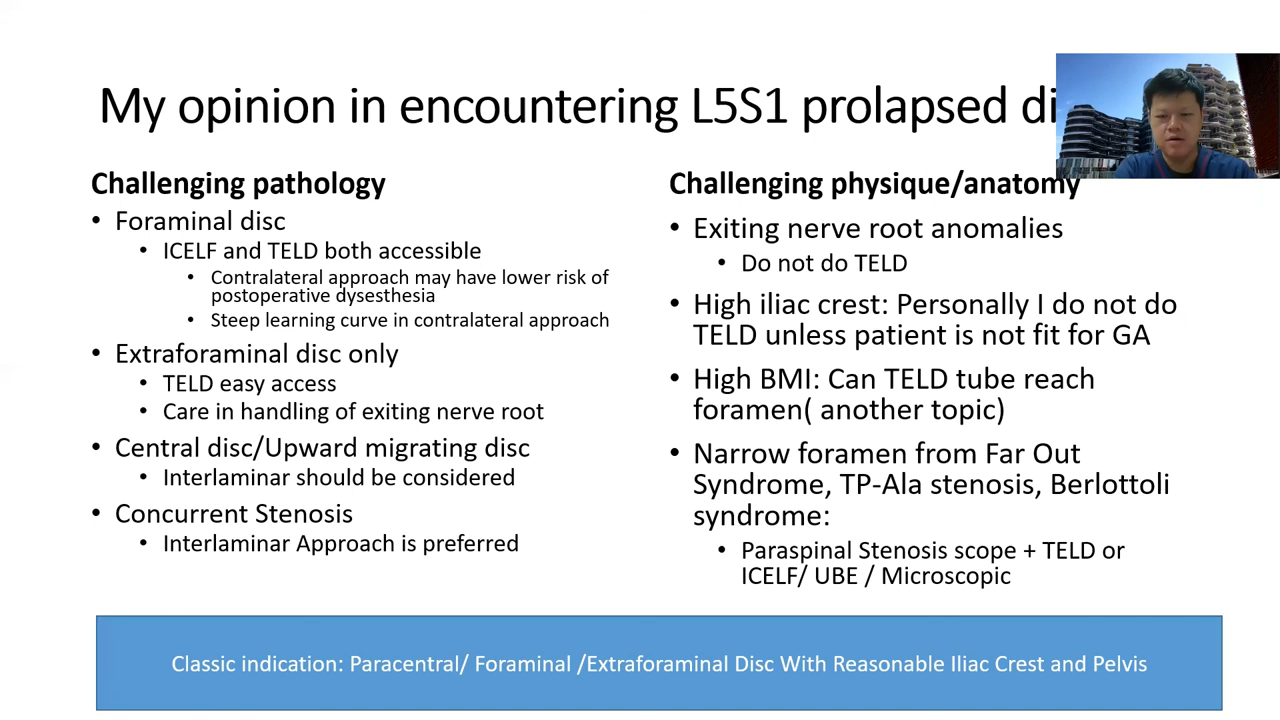 My opinion in encountering L5S1 prolapsed
Challenging pathology
• Foraminal disc
• ICELF and TELD both accessible
• Contralateral approach may have lower risk of
postoperative dysesthesia
• Steep learning curve in contralateral approach
• Extraforaminal disc only
• TELD easy access
• Care in handling of exiting nerve root
• Central disc/Upward migrating disc
• Interlaminar should be considered
• Concurrent Stenosis
• Interlaminar Approach is preferred
Challenging physique/anatomy
• Exiting nerve root anomalies
• Do not do TELD
• High iliac crest: Personally I do not do
TELD unless patient is not fit for GA
• High BMI: Can TELD tube reach
foramen( another topic)
• Narrow foramen from Far Out
Syndrome, TP-Ala stenosis, Berlottoli
syndrome:
• Paraspinal Stenosis scope + TELD or
ICELF/ UBE / Microscopic
Classic indication: Paracentral/ Foraminal /Extraforaminal Disc With Reasonable Iliac Crest and Pelvis